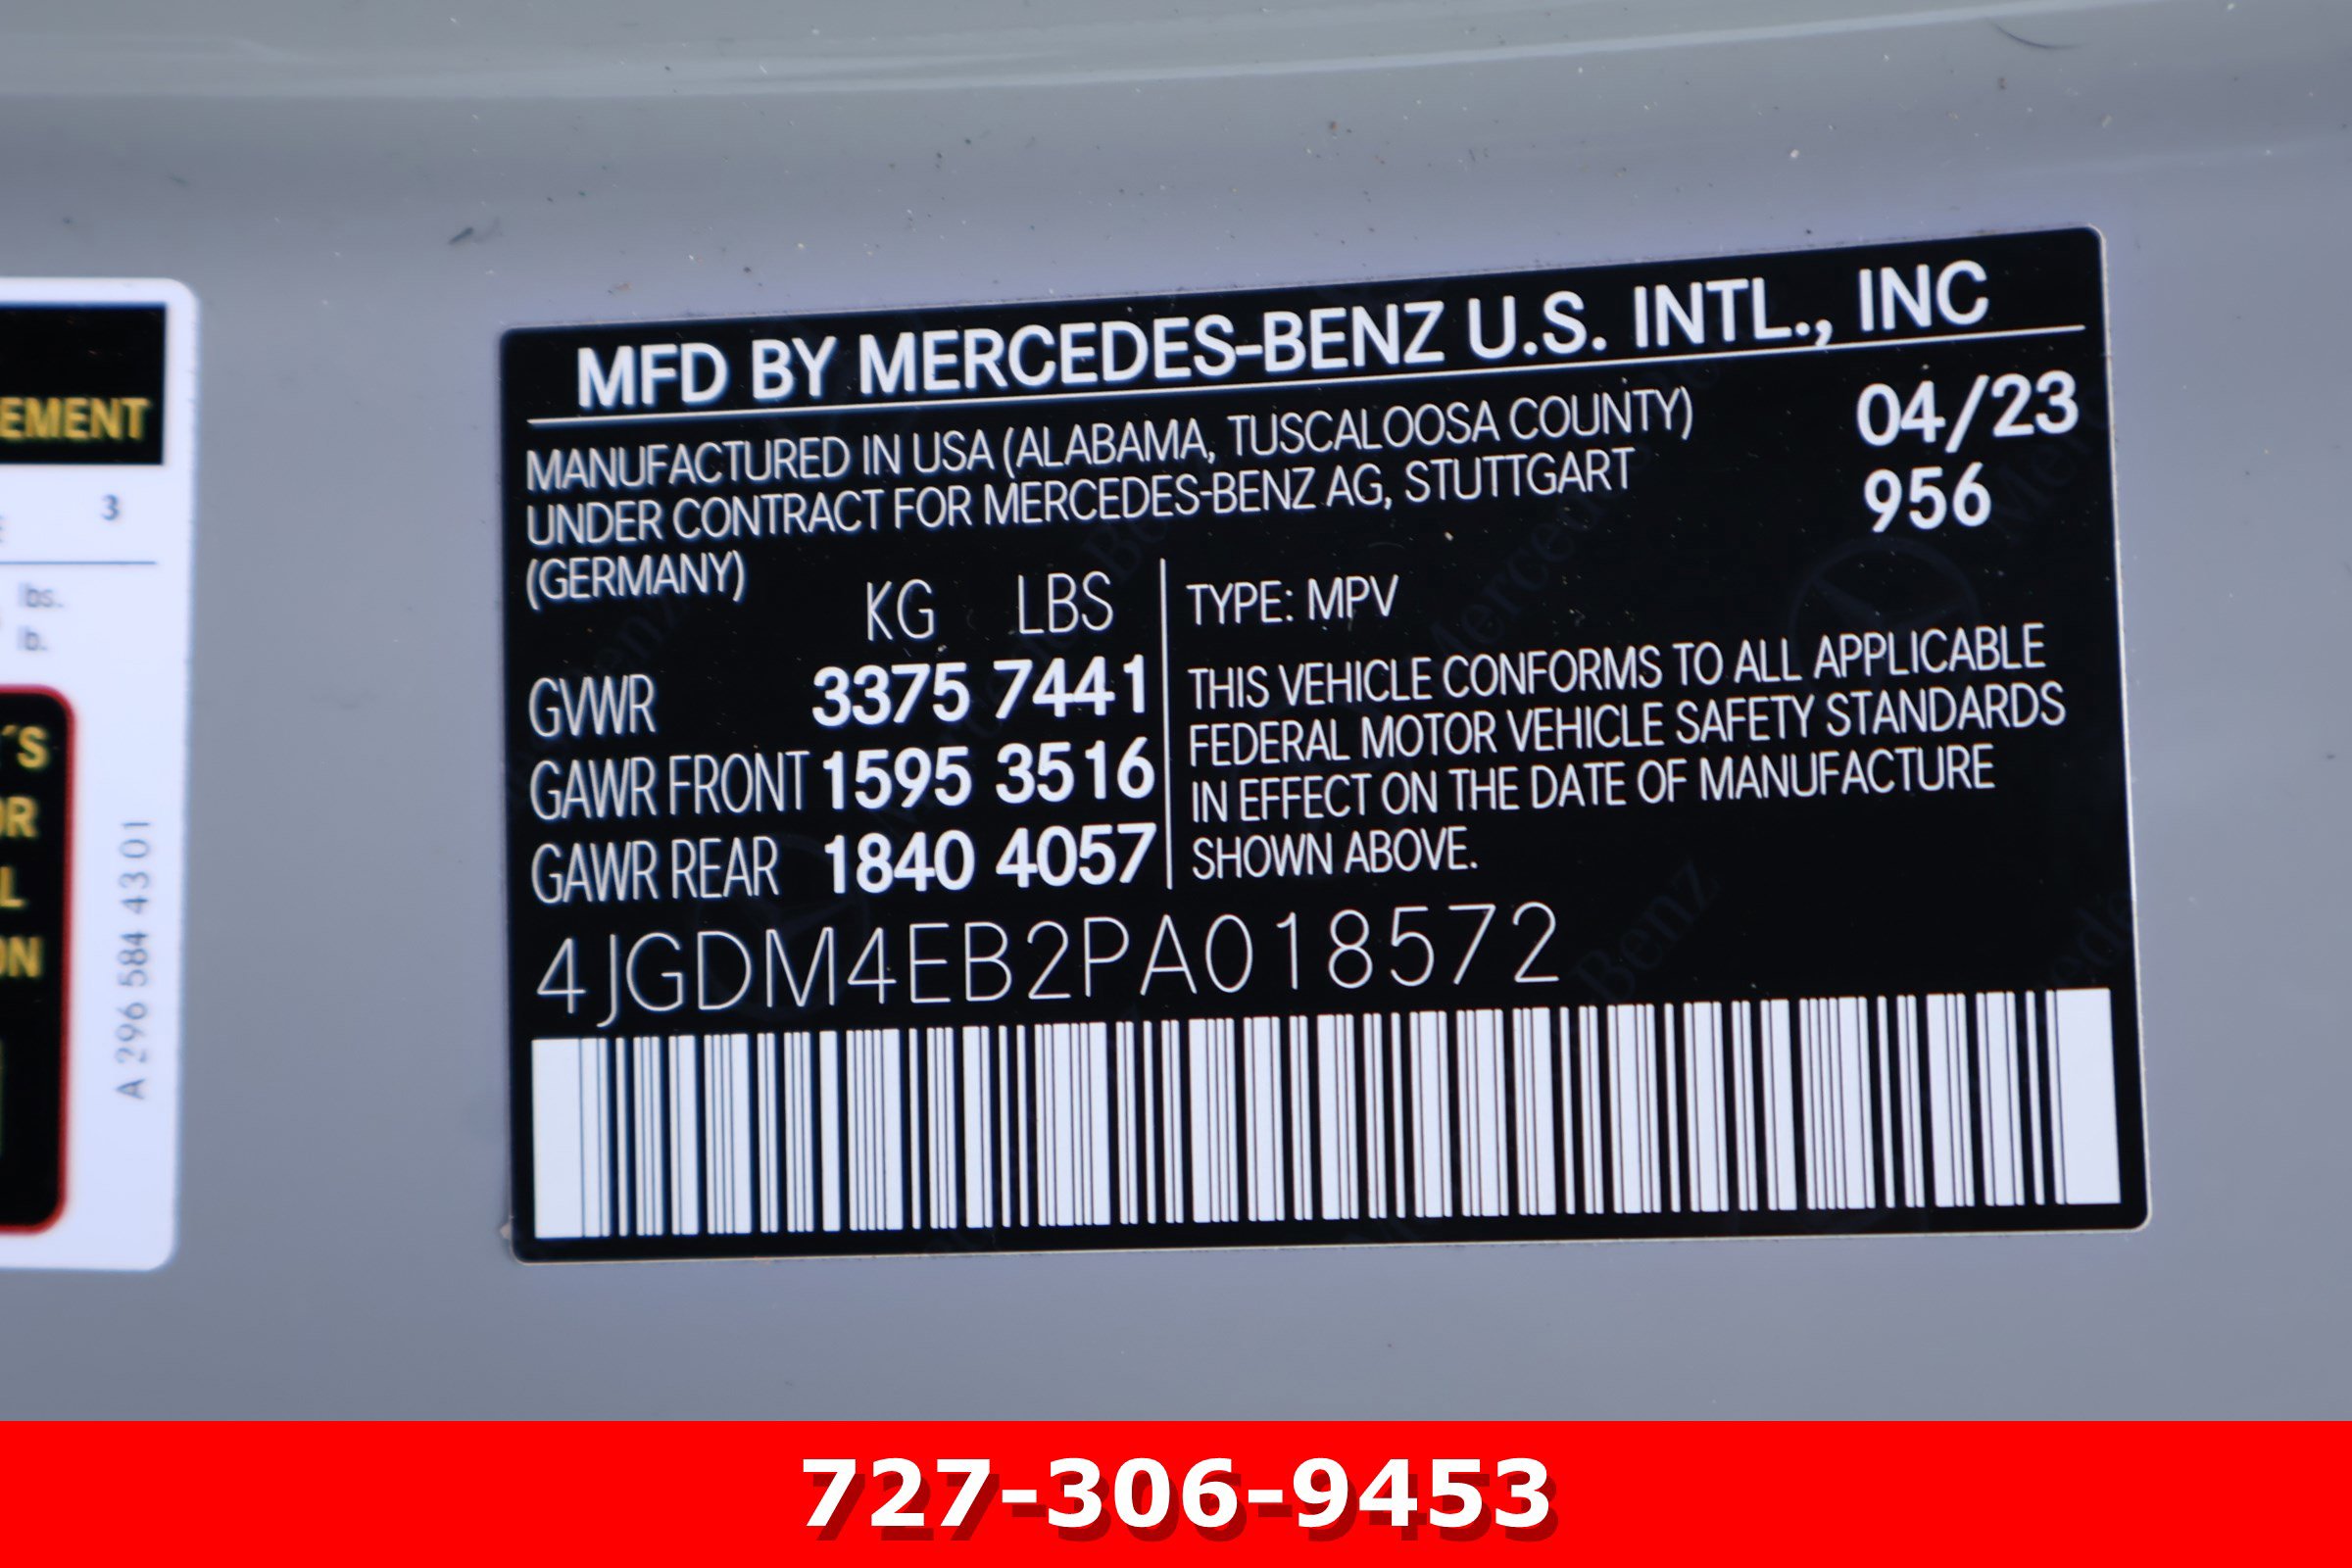 EMENT
3
lbs.
lb.
´S
OR
L
ON
A 296 584 43 01
MFD BY MERCEDES-BENZ U.S. INTL., INC
MANUFACTURED IN USA (ALABAMA, TUSCALOOSA COUNTY)
04/23
UNDER CONTRACT FOR MERCEDES-BENZ AG, STUTTGART
956
(GERMANY)
KG LBS
GVWR 3375 7441
GAWR FRONT 1595 3516
GAWR REAR 1840 4057
TYPE: MPV
THIS VEHICLE CONFORMS TO ALL APPLICABLE
FEDERAL MOTOR VEHICLE SAFETY STANDARDS
IN EFFECT ON THE DATE OF MANUFACTURE
SHOWN ABOVE.
4JGDM4EB2PA018572
727-306-9453